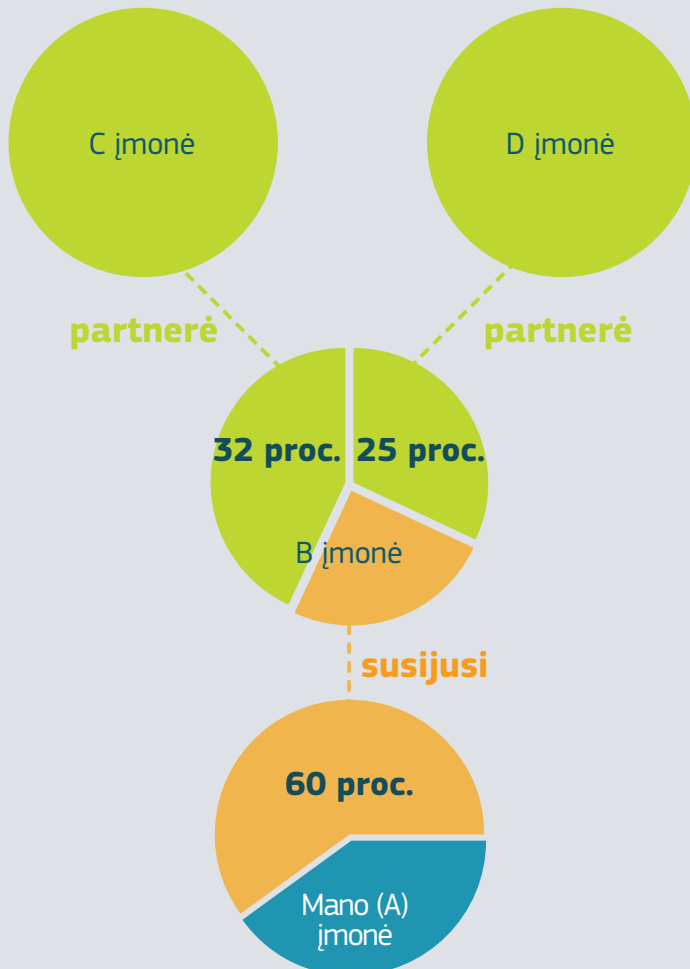 C įmonė
D įmonė
partnerė
partnerė
32 proc.
25 proc.
B įmonė
susijusi
60 proc.
Mano (A)
įmonė